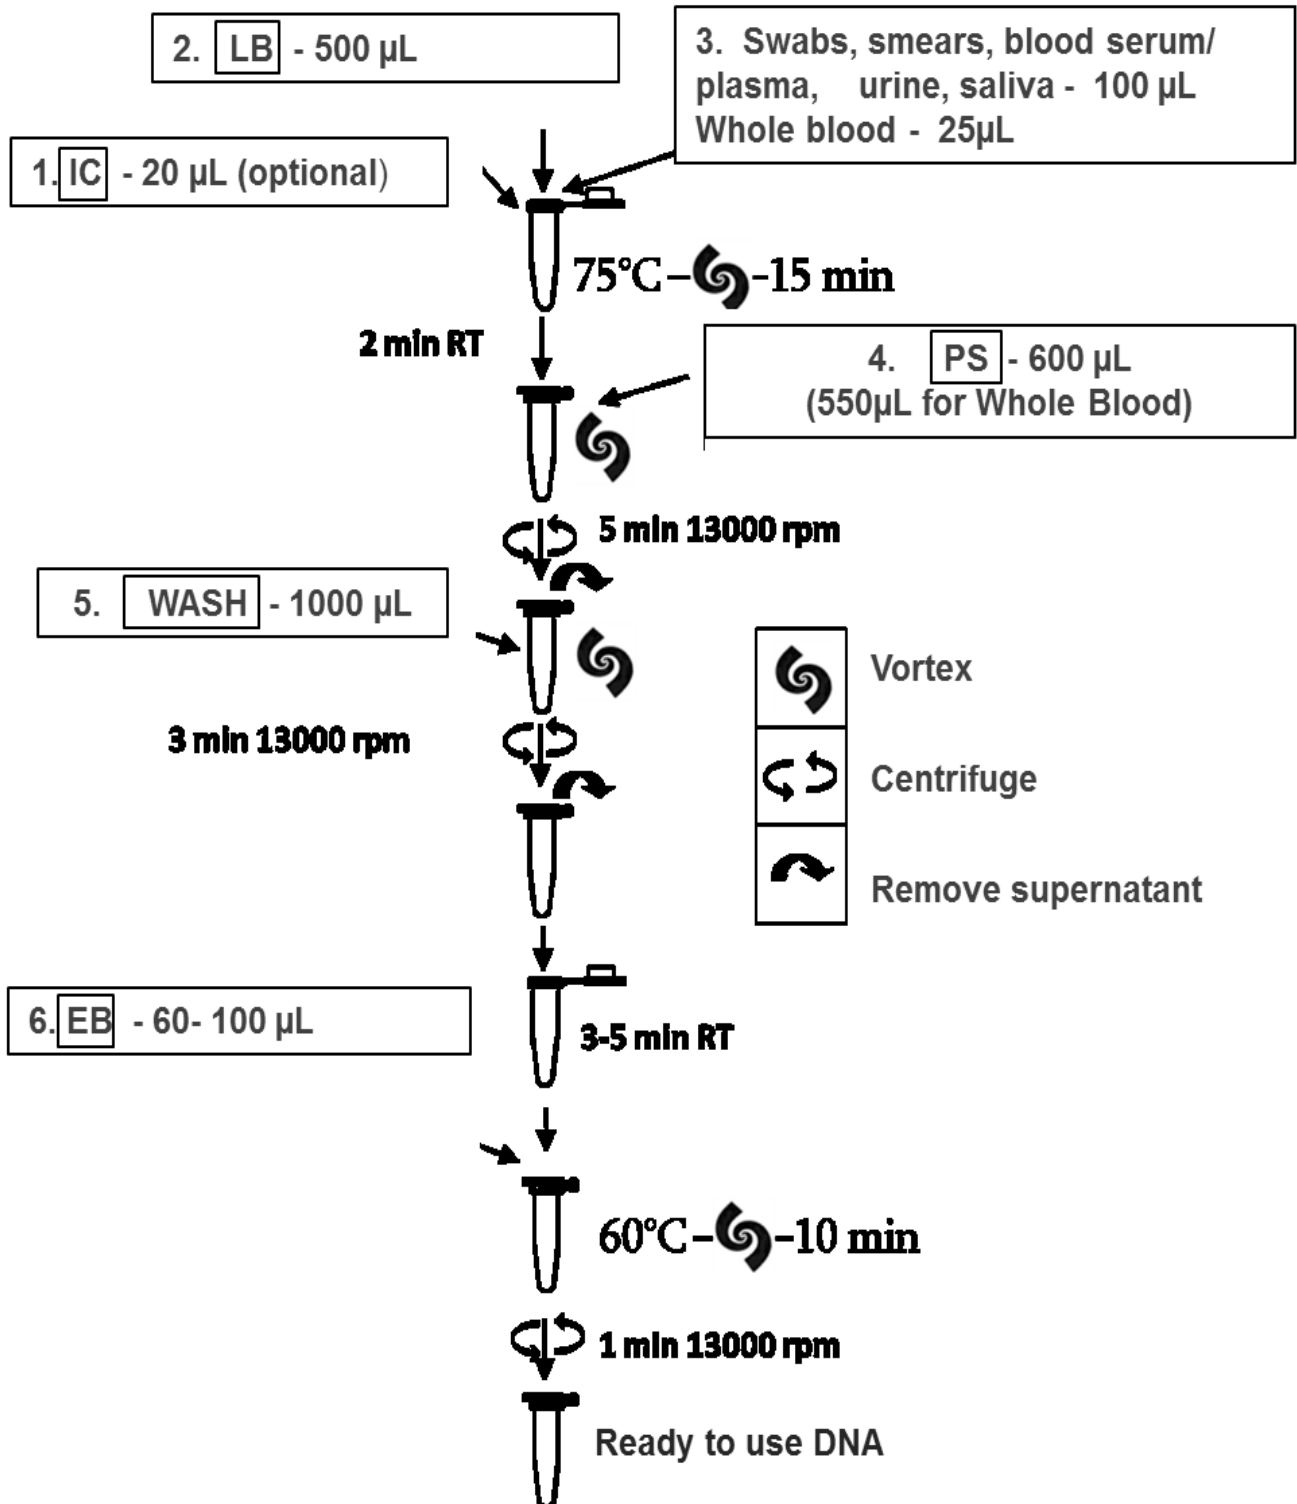 2. LB - 500 µL
3. Swabs, smears, blood serum/
plasma, urine, saliva - 100 µL
Whole blood - 25µL
1. IC - 20 µL (optional)
75°C – -15 min
2 min RT
4. PS - 600 µL
(550µL for Whole Blood)
5 min 13000 rpm
5. WASH - 1000 µL
Vortex
3 min 13000 rpm
Centrifuge
Remove supernatant
6. EB - 60- 100 µL
3-5 min RT
60°C – –10 min
1 min 13000 rpm
Ready to use DNA